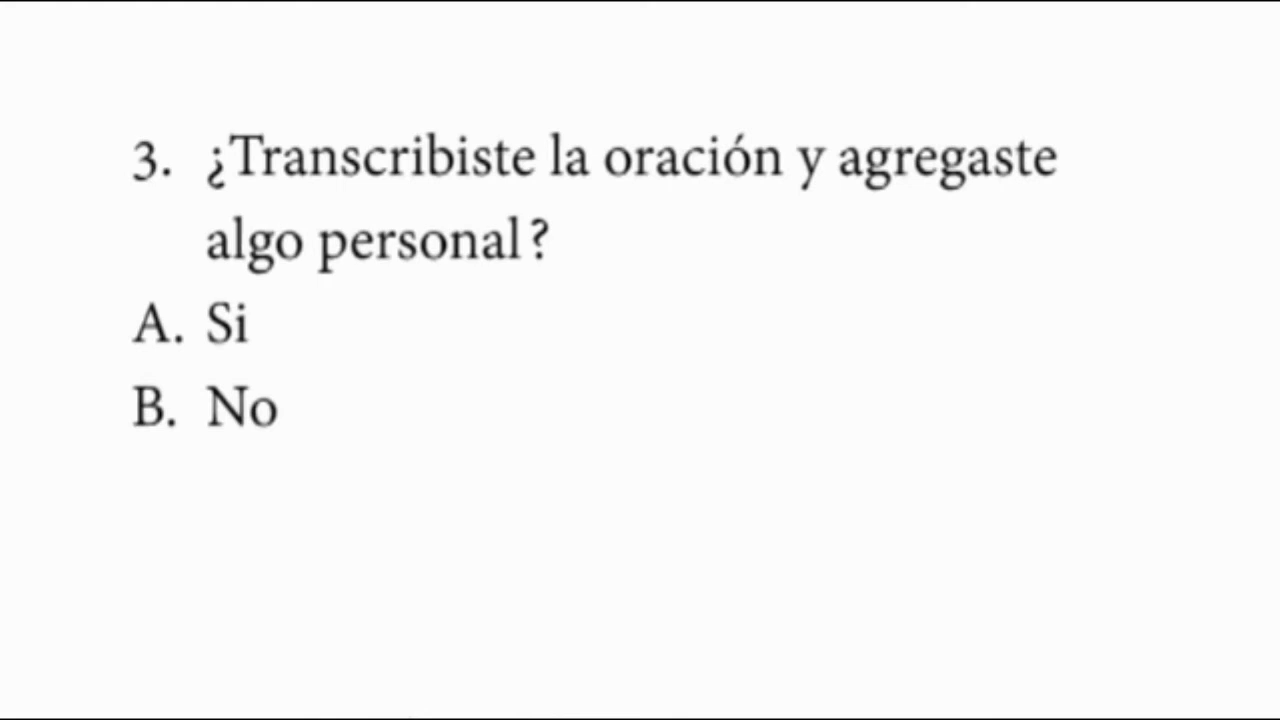 3. ¿Transcribiste la oración y agregaste
algo personal?
A. Si
B. No